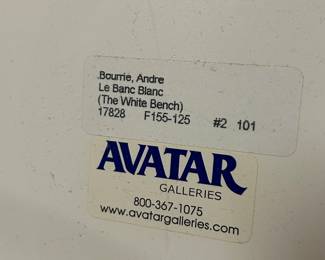 Bourrie, Andre
Le Banc Blanc
(The White Bench)
17828 F155-125 #2 101
AVATAR
GALLERIES
800-367-1075
www.avatargalleries.com